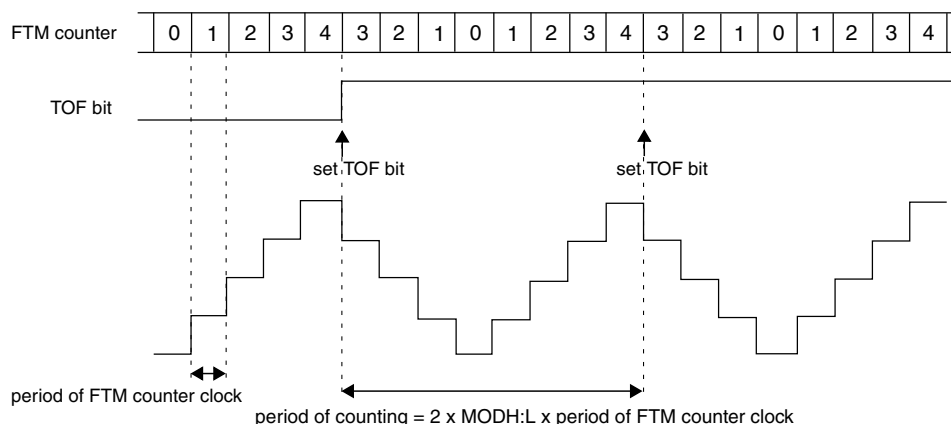 FTM counter 0 1 2 3 4 3 2 1 0 1 2 3 4 3 2 1 0 1 2 3 4
TOF bit
set TOF bit set TOF bit
period of FTM counter clock
period of counting = 2 x MODH:L x period of FTM counter clock